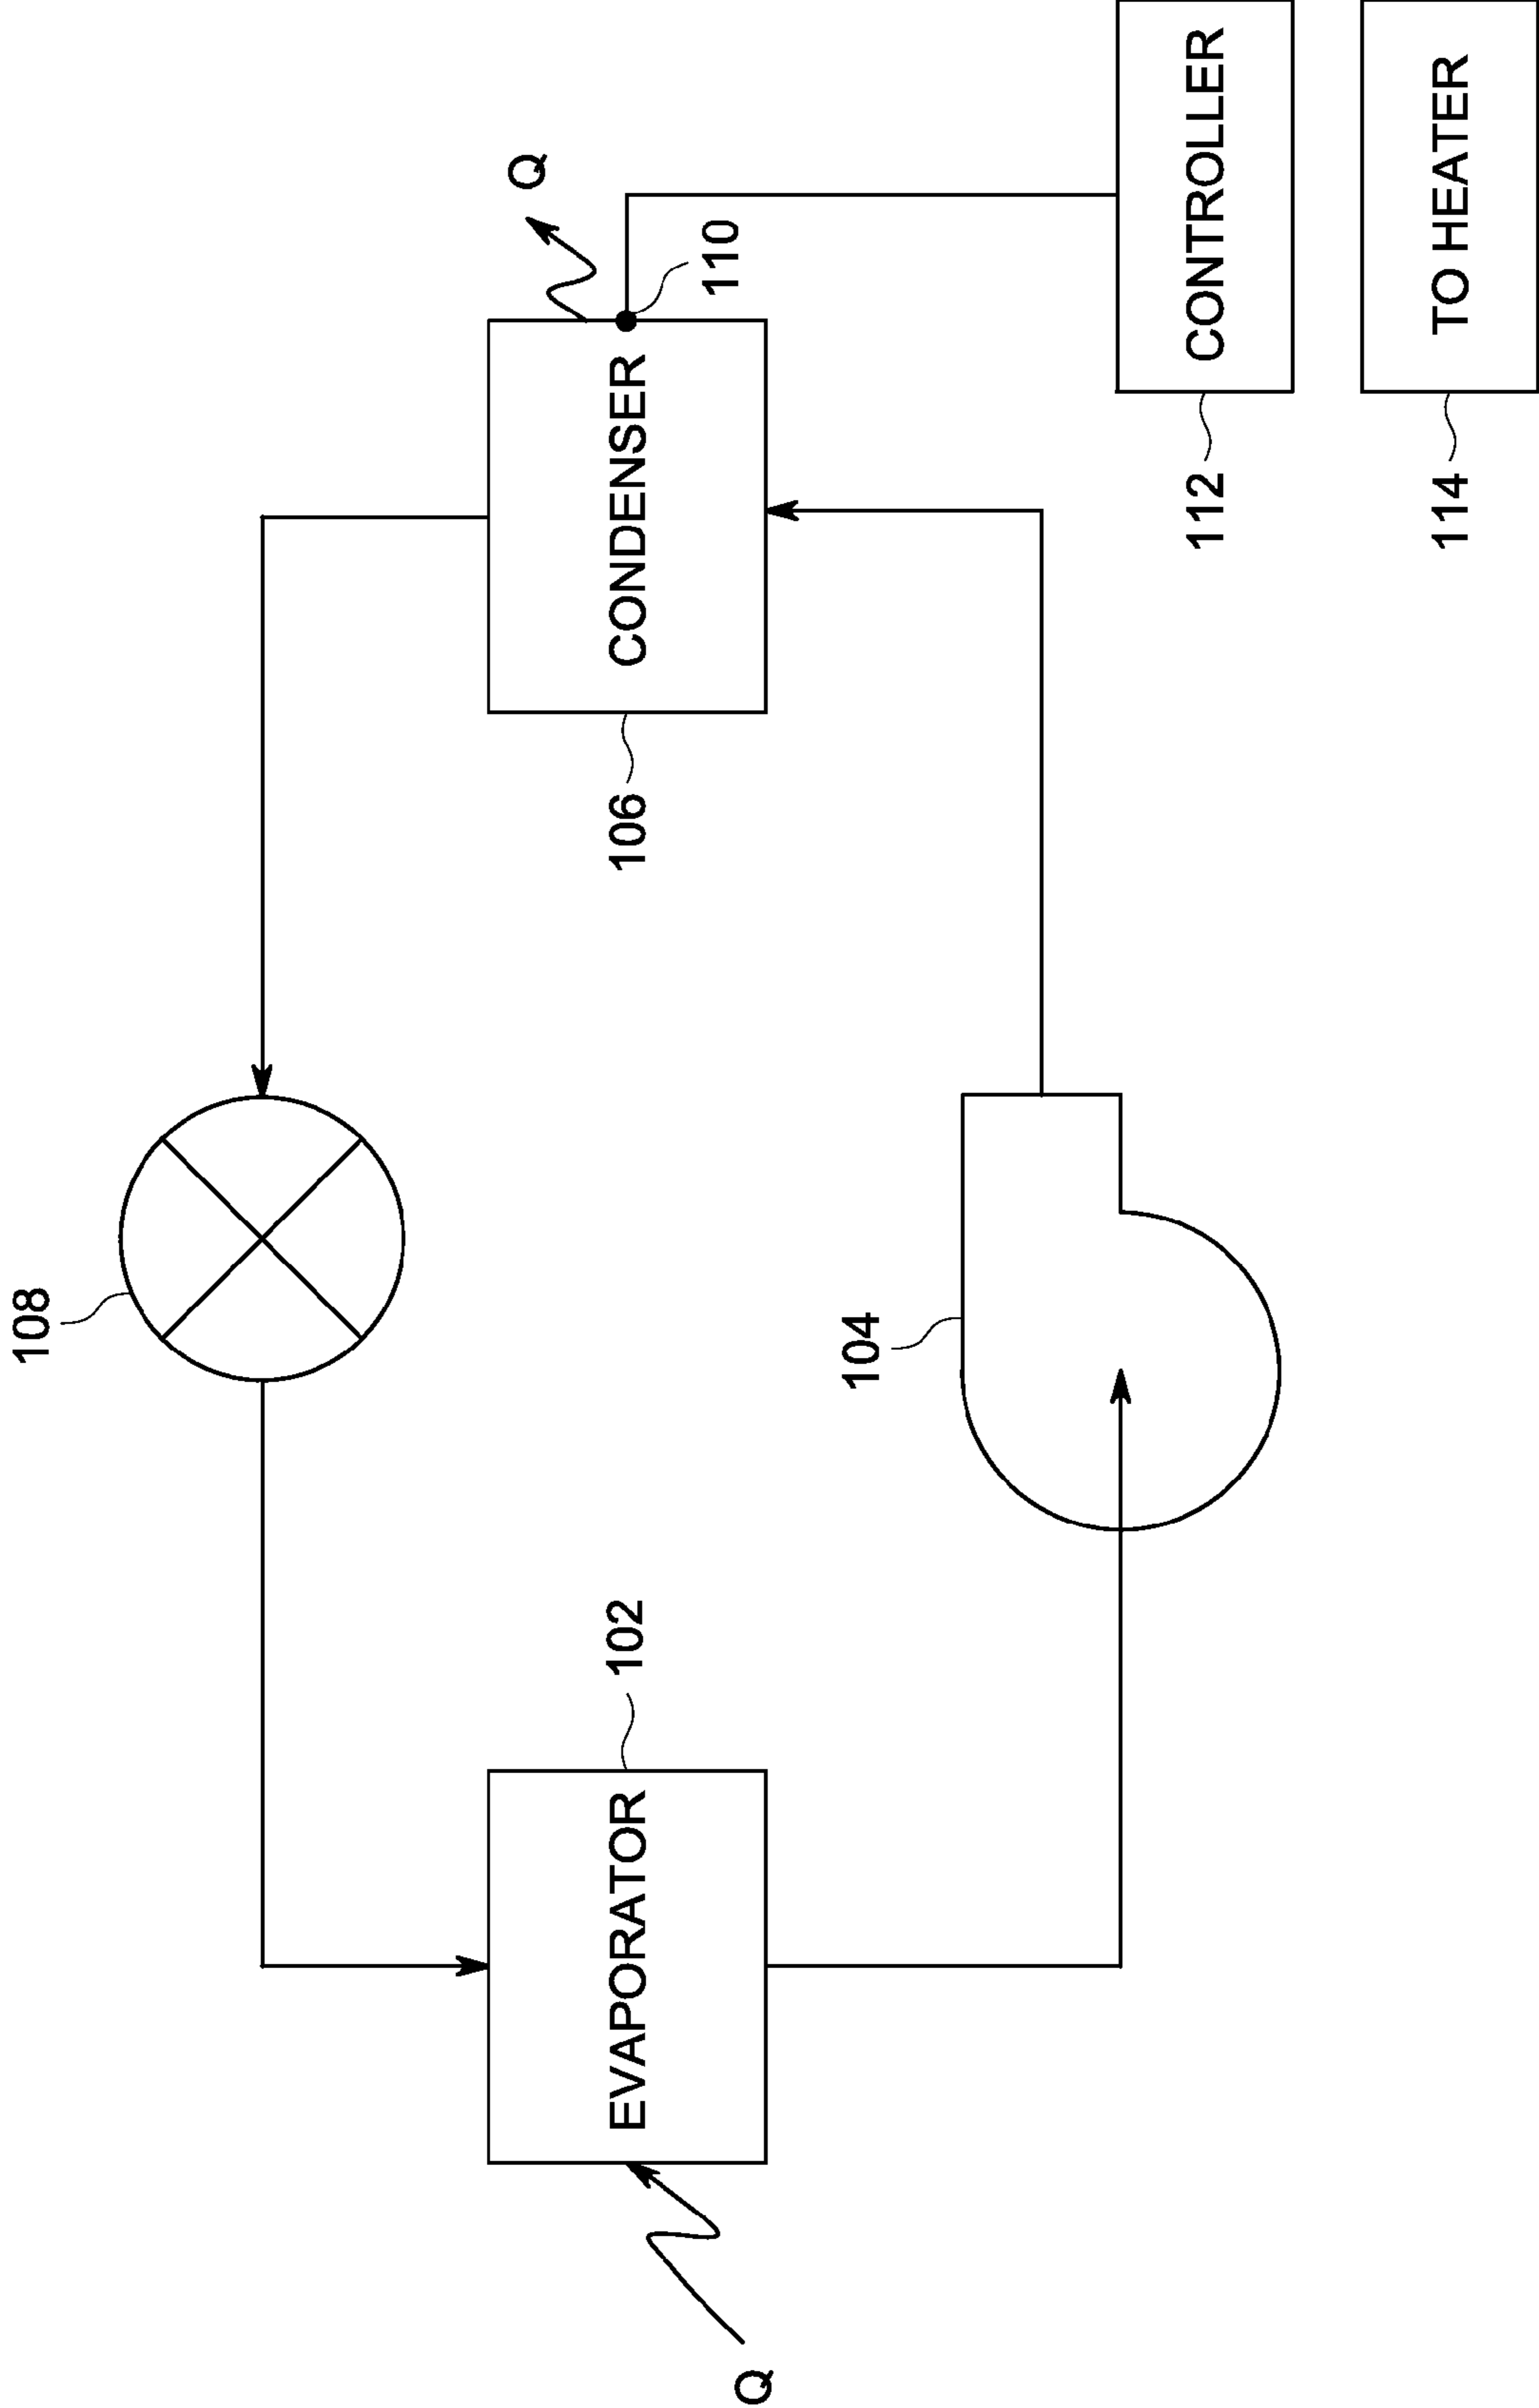 108
Q
EVAPORATOR
102
104
106
CONDENSER
Q
110
112
CONTROLLER
114
TO HEATER